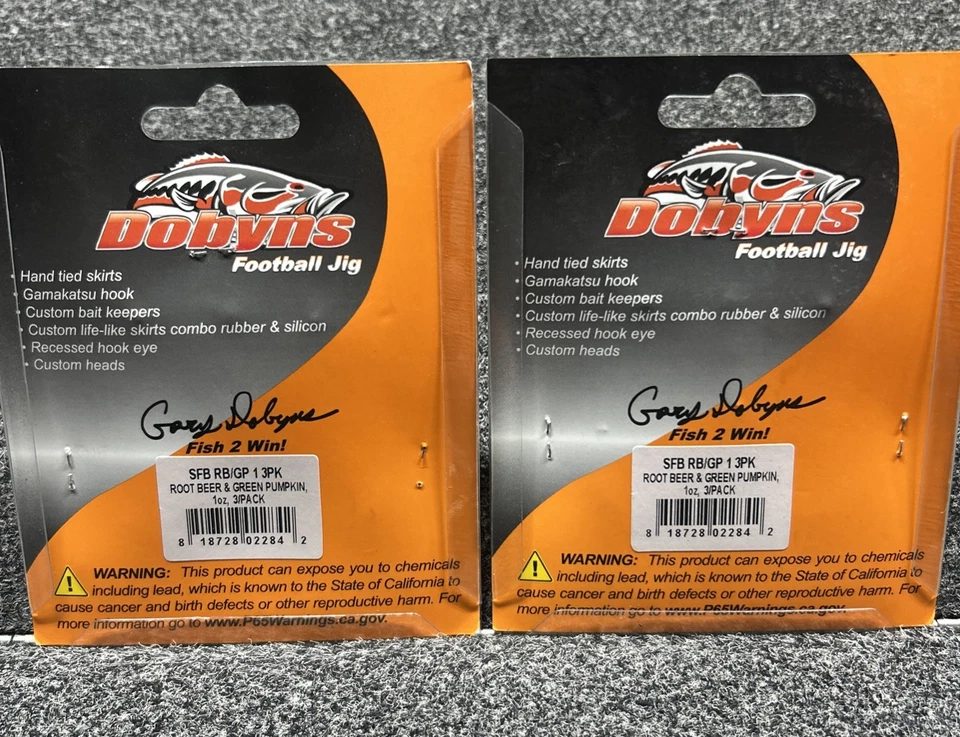 Dobyns
Football Jig
• Hand tied skirts
• Gamakatsu hook
• Custom bait keepers
• Custom life-like skirts combo rubber & silicon
• Recessed hook eye
• Custom heads
Gary Dobyns
Fish 2 Win!
SFB RB/GP 1 3PK
ROOT BEER & GREEN PUMPKIN,
1oz, 3/PACK
8 18728 02284 2
WARNING: This product can expose you to chemicals
including lead, which is known to the State of California to
cause cancer and birth defects or other reproductive harm. For
more information go to www.P65Warnings.ca.gov.
Dobyns
Football Jig
• Hand tied skirts
• Gamakatsu hook
• Custom bait keepers
• Custom life-like skirts combo rubber & silicon
• Recessed hook eye
• Custom heads
Gary Dobyns
Fish 2 Win!
SFB RB/GP 1 3PK
ROOT BEER & GREEN PUMPKIN,
1oz, 3/PACK
8 18728 02284 2
WARNING: This product can expose you to chemicals
including lead, which is known to the State of California to
cause cancer and birth defects or other reproductive harm. For
more information go to www.P65Warnings.ca.gov.